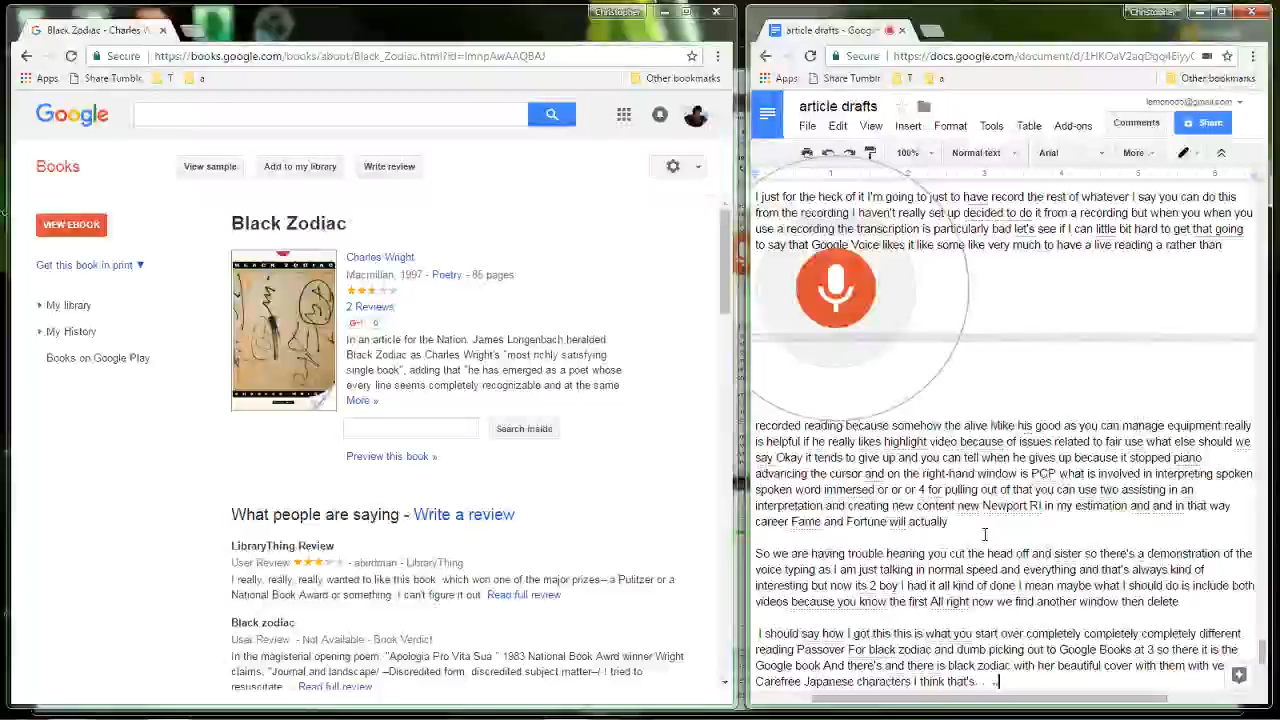 Christopher
Black Zodiac - Charles W
Secure
https://books.google.com/books/about/Black_Zodiac.html?id=ImnpAwAAQBAJ
Apps
Share Tumblr
T
a
Other bookmarks
Google
Books
View sample
Add to my library
Write review
VIEW EBOOK
Get this book in print ▼
My library
My History
Books on Google Play
Black Zodiac
Charles Wright
Macmillan, 1997 - Poetry - 85 pages
2 Reviews
G+1 0
In an article for the Nation, James Longenbach heralded
Black Zodiac as Charles Wright's "most richly satisfying
single book", adding that "he has emerged as a poet whose
every line seems completely recognizable and at the same
More »
Search inside
Preview this book »
What people are saying - Write a review
LibraryThing Review
User Review - abirdman - LibraryThing
I really, really, really wanted to like this book which won one of the major prizes--a Pulitzer or a
National Book Award or something. I can't figure it out. Read full review
Black zodiac
User Review - Not Available - Book Verdict
In the magisterial opening poem, "Apologia Pro Vita Sua " 1983 National Book Awrd winner Wright
claims, "Journal and landscape/ --Discredited form, discredited subject matter--/ I tried to
resuscitate Read full review
Christopher
article drafts - Goog
Secure
https://docs.google.com/document/d/1HKOaV2aqDgq4Eiyy
Apps
Share Tumblr
T
a
Other bookmarks
article drafts
lemonodo@gmail.com
File Edit View Insert Format Tools Table Add-ons
Comments
Share
100%
Normal text
Arial
More
1 2 3 4 5 6
I just for the heck of it I'm going to just to have record the rest of whatever I say you can do this
from the recording I haven't really set up decided to do it from a recording but when you when you
use a recording the transcription is particularly bad let's see if I can little bit hard to get that going
to say that Google Voice likes it like some like very much to have a live reading a rather than
recorded reading because somehow the alive Mlike his good as you can manage equipment really
is helpful if he really likes highlight video because of issues related to fair use what else should we
say Okay it tends to give up and you can tell when he gives up because it stopped piano
advancing the cursor and on the right-hand window is PCP what is involved in interpreting spoken
spoken word immersed or or or 4 for pulling out of that you can use two assisting in an
interpretation and creating new content new Newport RI in my estimation and and in that way
career Fame and Fortune will actually
So we are having trouble hearing you cut the head off and sister so there's a demonstration of the
voice typing as I am just talking in normal speed and everything and that's always kind of
interesting but now its 2 boy I had it all kind of done I mean maybe what I should do is include both
videos because you know the first All right now we find another window then delete
I should say how I got this this is what you start over completely completely completely different
reading Passover For black zodiac and dumb picking out to Google Books at 3 so there it is the
Google book And there's and there is black zodiac with her beautiful cover with them with ve
Carefree Japanese characters I think that's. . ..